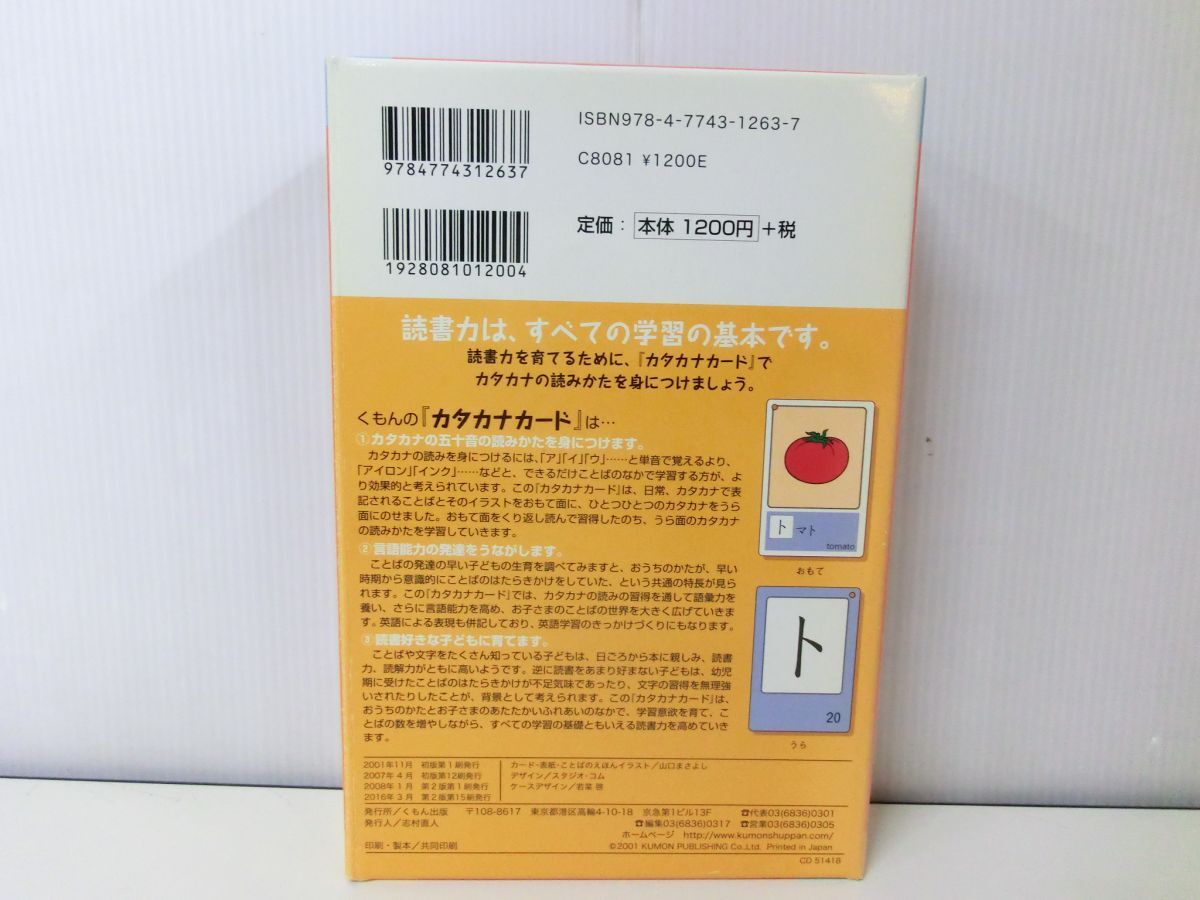 ISBN978-4-7743-1263-7
9784774312637
C8081 ¥1200E
定価：本体 1200円+税
1928081012004
読書力は、すべての学習の基本です。
読書力を育てるために、『カタカナカード』で
カタカナの読みかたを身につけましょう。
くもんの『カタカナカード』は…
①カタカナの五十音の読みかたを身につけます。
カタカナの読みを身につけるには、「ア」「イ」「ウ」……と単音で覚えるより、
「アイロン」「インク」……などと、できるだけことばのなかで学習する方が、よ
り効果的と考えられています。この「カタカナカード」は、日常、カタカナで表
記されることばとそのイラストをおもて面に、ひとつひとつのカタカナをうら
面にのせました。おもて面をくり返し読んで習得したのち、うら面のカタカナ
の読みかたを学習していきます。
②言語能力の発達をうながします。
ことばの発達の早い子どもの生育を調べてみますと、おうちのかたが、早い
時期から意識的にことばのはたらきかけをしていた、という共通の特長が見ら
れます。この「カタカナカード」では、カタカナの読みの習得を通して語彙力を
養い、さらに言語能力を高め、お子さまのことばの世界を大きく広げていきま
す。英語による表現も併記しており、英語学習のきっかけづくりにもなります。
③読書好きな子どもに育てます。
ことばや文字をたくさん知っている子どもは、日ごろから本に親しみ、読書
力、読解力がともに高いようです。逆に読書をあまり好まない子どもは、幼児
期に受けたことばのはたらきかけが不足気味であったり、文字の習得を無理強
いされたりしたことが、背景として考えられます。この「カタカナカード」は、
おうちのかたとお子さまのあたたかいふれあいのなかで、学習意欲を育て、こ
とばの数を増やしながら、すべての学習の基礎ともいえる読書力を高めていき
ます。
トマト
tomato
おもて
ト
20
うら
2001年11月 初版第1刷発行
2007年4月 初版第12刷発行
2008年1月 第2版第1刷発行
2016年3月 第2版第15刷発行
カード・表紙・ことばのえほんイラスト/山口まさよし
デザイン/スタジオ・コム
ケースデザイン/若菜 啓
発行所/くもん出版 〒108-8617 東京都港区高輪4-10-18 京急第1ビル13F ☎代表03(6836)0301
発行人/志村直人 ☎編集03(6836)0317 ☎営業03(6836)0305
ホームページ http://www.kumonshuppan.com/
印刷・製本/共同印刷 ©2001 KUMON PUBLISHING Co.,Ltd. Printed in Japan
CD 51418